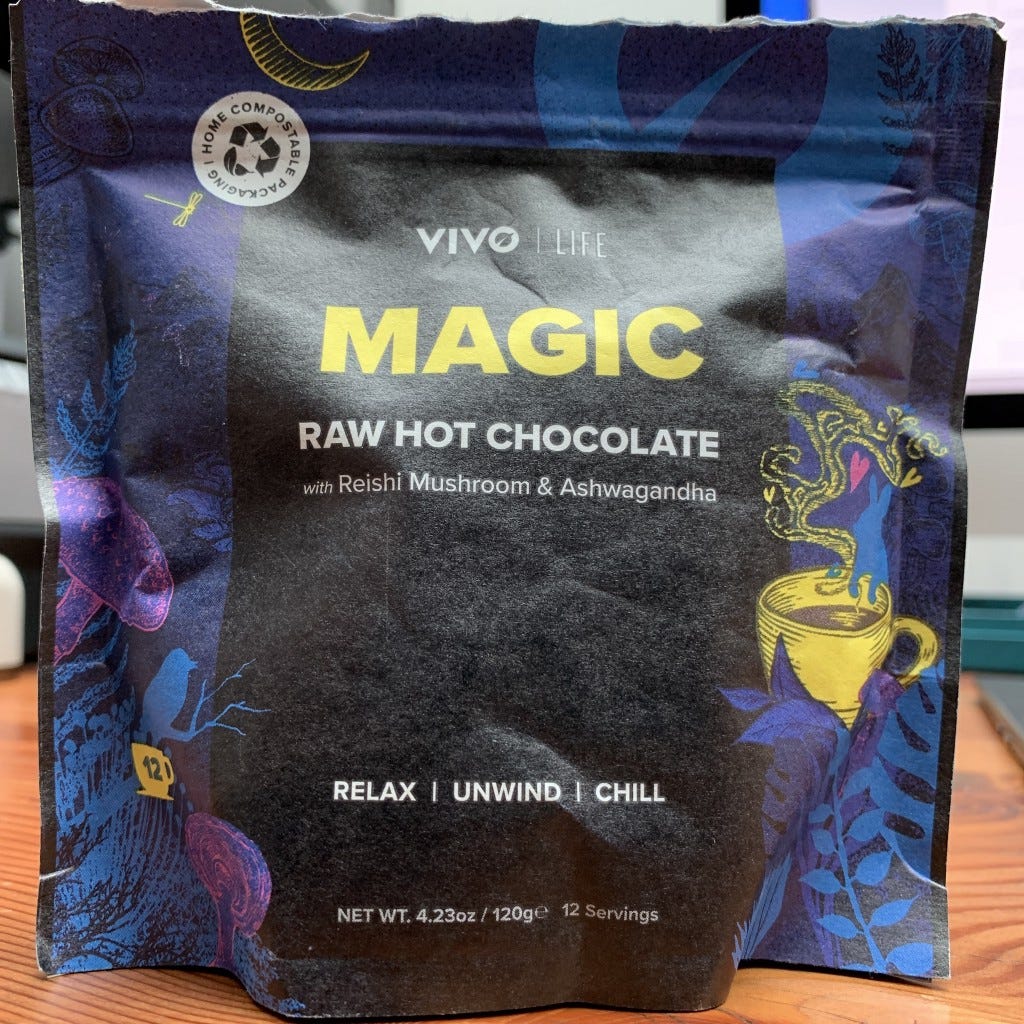 HOME COMPOSTABLE PACKAGING |
VIVO | LIFE
MAGIC
RAW HOT CHOCOLATE
with Reishi Mushroom & Ashwagandha
12
RELAX | UNWIND | CHILL
NET WT. 4.23oz / 120g℮ 12 Servings